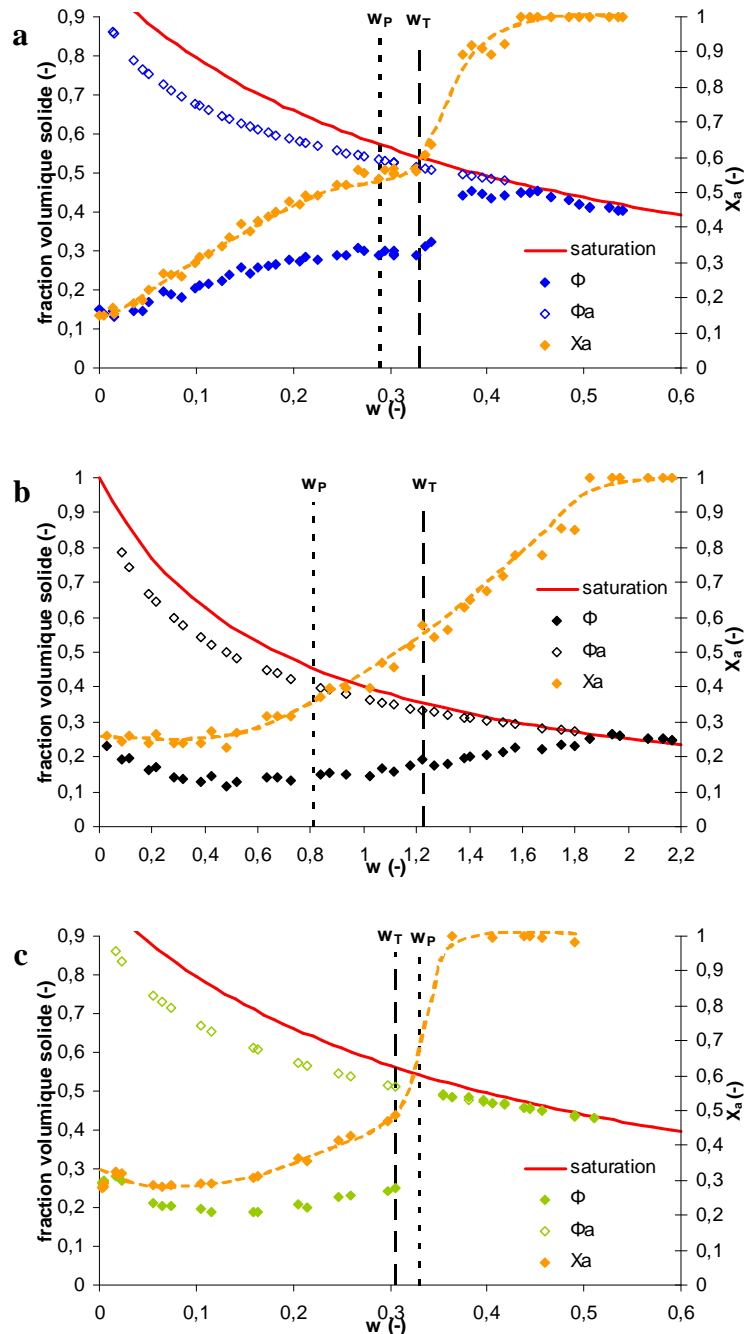 a
w_P w_T
fraction volumique solide (-)
0,9
0,8
0,7
0,6
0,5
0,4
0,3
0,2
0,1
0
1
0,9
0,8
0,7
0,6
0,5
0,4
0,3
0,2
0,1
0
X_a (-)
saturation
Φ
Φa
Xa
0 0,1 0,2 0,3 0,4 0,5 0,6
w (-)
b
w_P w_T
fraction volumique solide (-)
1
0,9
0,8
0,7
0,6
0,5
0,4
0,3
0,2
0,1
0
1
0,9
0,8
0,7
0,6
0,5
0,4
0,3
0,2
0,1
0
X_a (-)
saturation
Φ
Φa
Xa
0 0,2 0,4 0,6 0,8 1 1,2 1,4 1,6 1,8 2 2,2
w (-)
c
w_T w_P
fraction volumique solide (-)
0,9
0,8
0,7
0,6
0,5
0,4
0,3
0,2
0,1
0
1
0,9
0,8
0,7
0,6
0,5
0,4
0,3
0,2
0,1
0
X_a (-)
saturation
Φ
Φa
Xa
0 0,1 0,2 0,3 0,4 0,5 0,6
w (-)